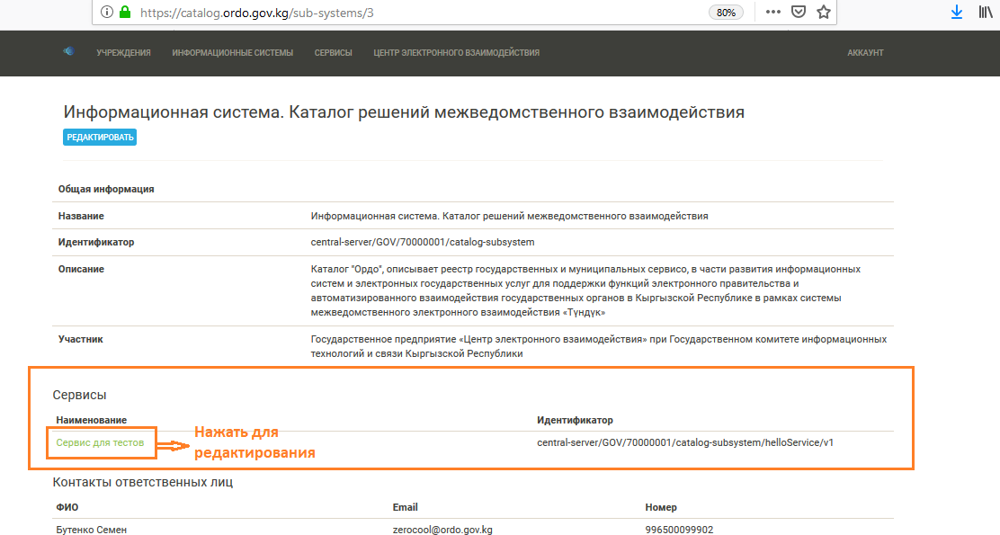 https://catalog.ordo.gov.kg/sub-systems/3 80%
УЧРЕЖДЕНИЯ ИНФОРМАЦИОННЫЕ СИСТЕМЫ СЕРВИСЫ ЦЕНТР ЭЛЕКТРОННОГО ВЗАИМОДЕЙСТВИЯ АККАУНТ
Информационная система. Каталог решений межведомственного взаимодействия
РЕДАКТИРОВАТЬ
Общая информация
Название Информационная система. Каталог решений межведомственного взаимодействия
Идентификатор central-server/GOV/70000001/catalog-subsystem
Описание Каталог "Ордо", описывает реестр государственных и муниципальных сервисо, в части развития информационных
систем и электронных государственных услуг для поддержки функций электронного правительства и
автоматизированного взаимодействия государственных органов в Кыргызской Республике в рамках системы
межведомственного электронного взаимодействия «Түндүк»
Участник Государственное предприятие «Центр электронного взаимодействия» при Государственном комитете информационных
технологий и связи Кыргызской Республики
Сервисы
Наименование Идентификатор
Сервис для тестов central-server/GOV/70000001/catalog-subsystem/helloService/v1
Нажать для
редактирования
Контакты ответственных лиц
ФИО Email Номер
Бутенко Семен zerocool@ordo.gov.kg 996500099902